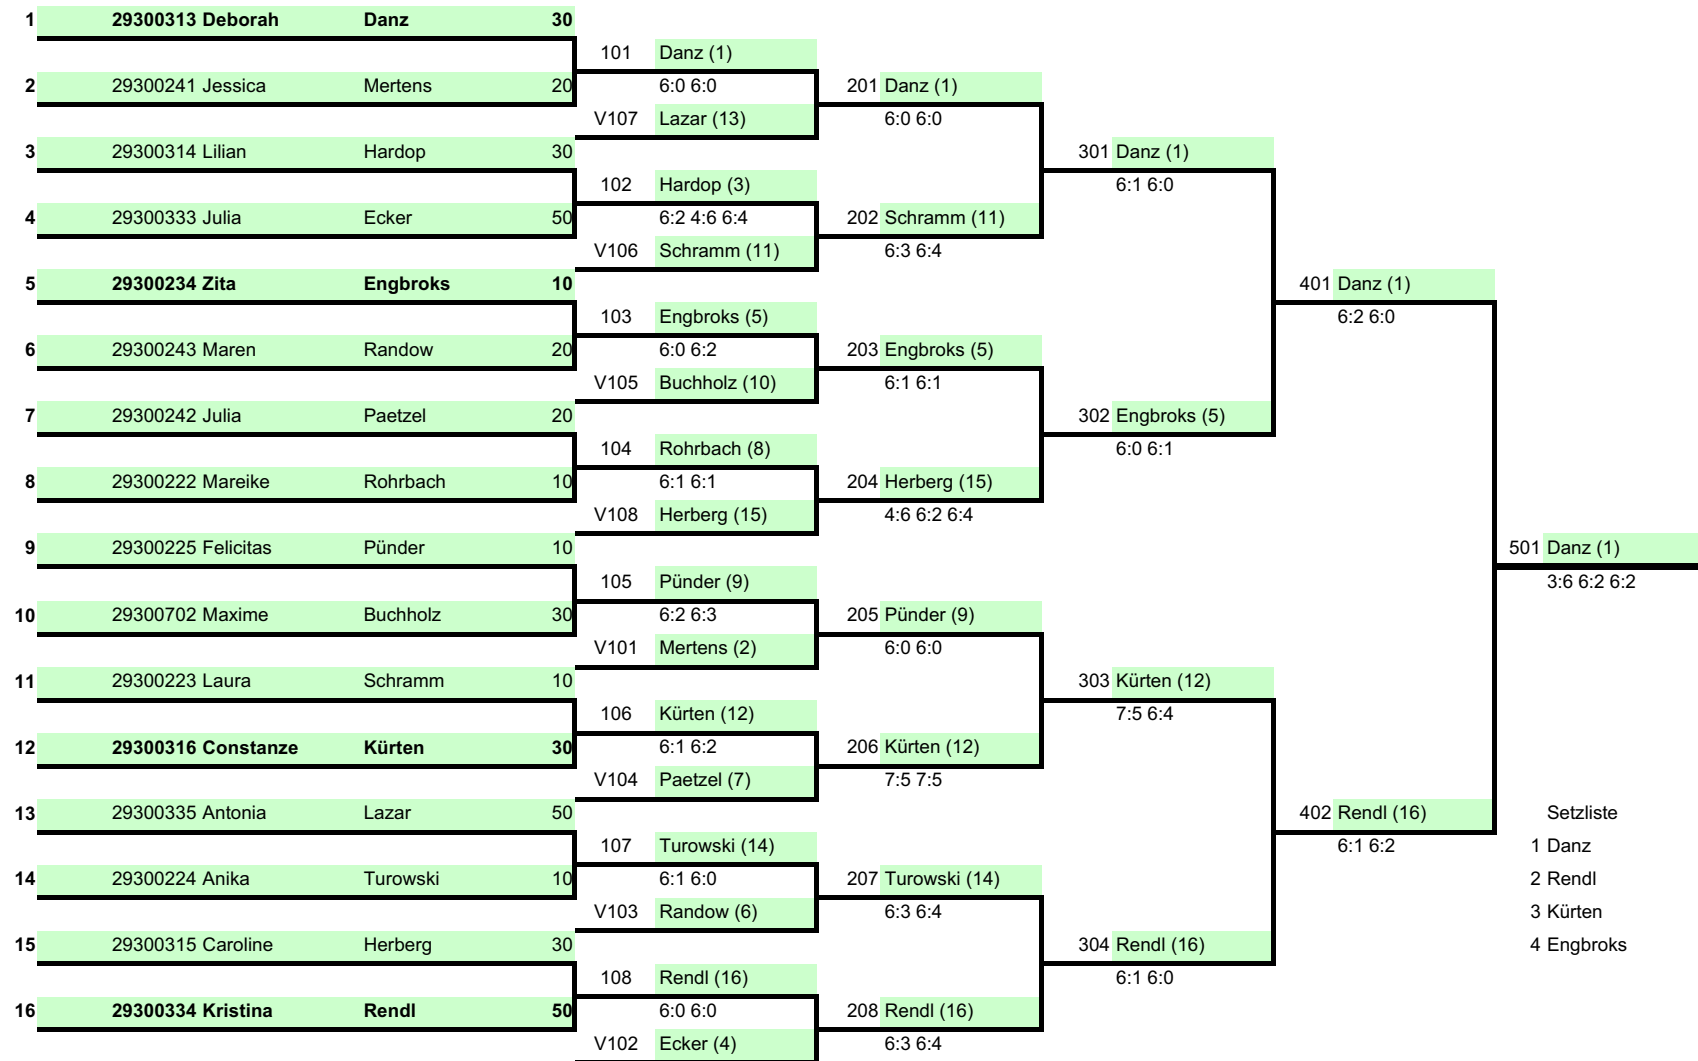 1 29300313 Deborah Danz 30
101 Danz (1)
2 29300241 Jessica Mertens 20 6:0 6:0 201 Danz (1)
V107 Lazar (13) 6:0 6:0
3 29300314 Lilian Hardop 30 301 Danz (1)
102 Hardop (3) 6:1 6:0
4 29300333 Julia Ecker 50 6:2 4:6 6:4 202 Schramm (11)
V106 Schramm (11) 6:3 6:4
5 29300234 Zita Engbroks 10 401 Danz (1)
103 Engbroks (5) 6:2 6:0
6 29300243 Maren Randow 20 6:0 6:2 203 Engbroks (5)
V105 Buchholz (10) 6:1 6:1
7 29300242 Julia Paetzel 20 302 Engbroks (5)
104 Rohrbach (8) 6:0 6:1
8 29300222 Mareike Rohrbach 10 6:1 6:1 204 Herberg (15)
V108 Herberg (15) 4:6 6:2 6:4
9 29300225 Felicitas Pünder 10 501 Danz (1)
105 Pünder (9) 3:6 6:2 6:2
10 29300702 Maxime Buchholz 30 6:2 6:3 205 Pünder (9)
V101 Mertens (2) 6:0 6:0
11 29300223 Laura Schramm 10 303 Kürten (12)
106 Kürten (12) 7:5 6:4
12 29300316 Constanze Kürten 30 6:1 6:2 206 Kürten (12)
V104 Paetzel (7) 7:5 7:5
13 29300335 Antonia Lazar 50 402 Rendl (16) Setzliste
107 Turowski (14) 6:1 6:2 1 Danz
14 29300224 Anika Turowski 10 6:1 6:0 207 Turowski (14) 2 Rendl
V103 Randow (6) 6:3 6:4 3 Kürten
15 29300315 Caroline Herberg 30 304 Rendl (16) 4 Engbroks
108 Rendl (16) 6:1 6:0
16 29300334 Kristina Rendl 50 6:0 6:0 208 Rendl (16)
V102 Ecker (4) 6:3 6:4